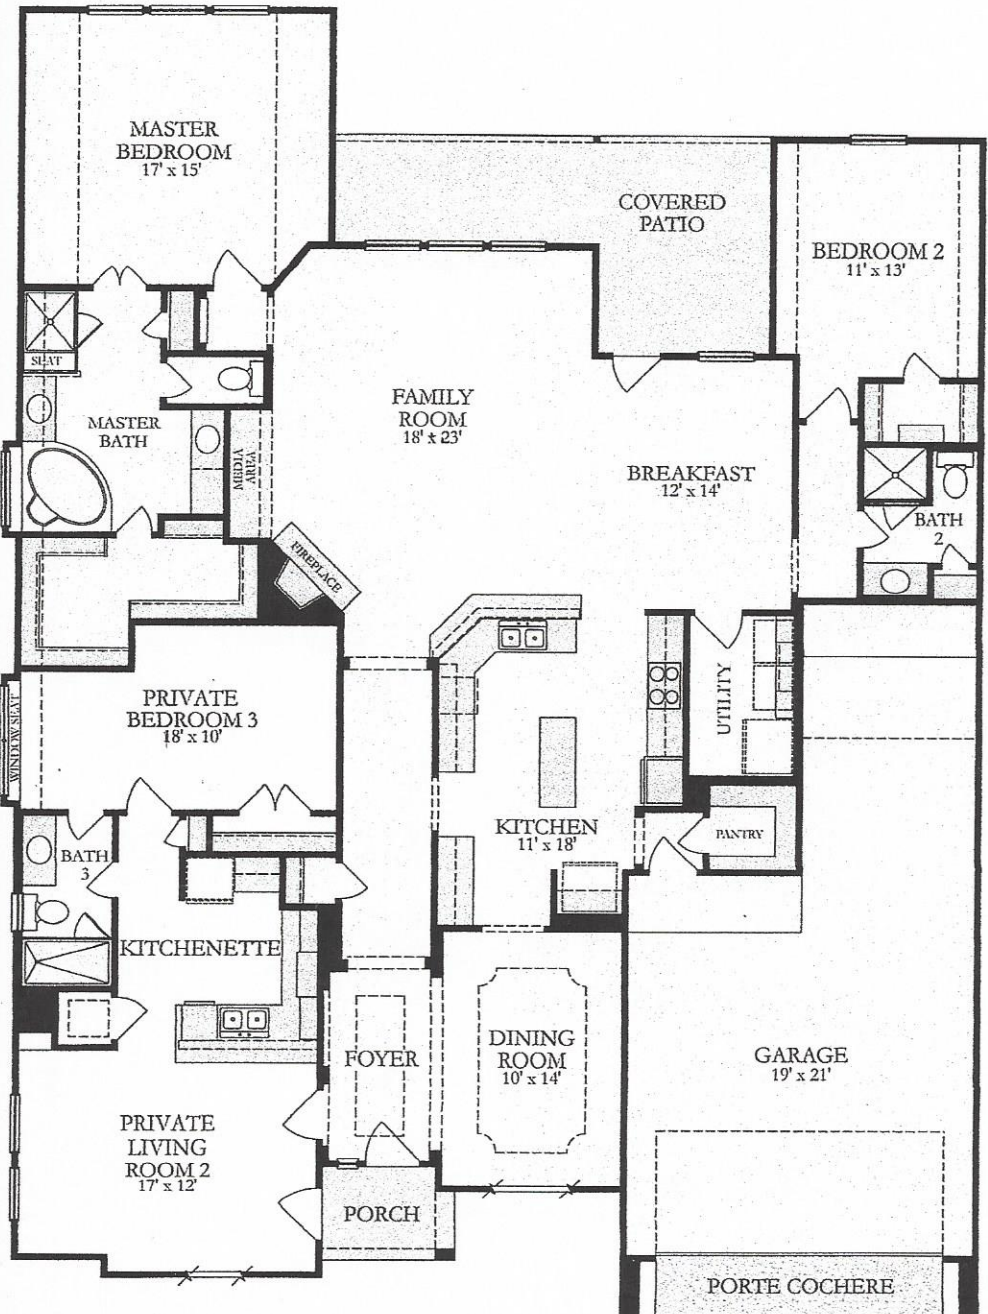 MASTER
BEDROOM
17' x 15'
COVERED
PATIO
BEDROOM 2
11' x 13'
SEAT
MASTER
BATH
MEDIA
AREA
FAMILY
ROOM
18' x 23'
BREAKFAST
12' x 14'
BATH
2
FIREPLACE
PRIVATE
BEDROOM 3
18' x 10'
WINDOW SEAT
UTILITY
KITCHEN
11' x 18'
PANTRY
BATH
3
KITCHENETTE
FOYER
DINING
ROOM
10' x 14'
GARAGE
19' x 21'
PRIVATE
LIVING
ROOM 2
17' x 12'
PORCH
PORTE COCHERE